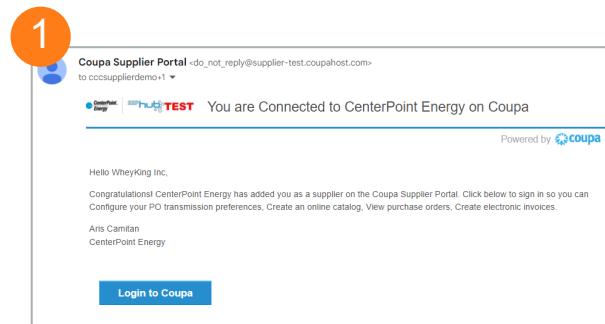 1
Coupa Supplier Portal <do_not_reply@supplier-test.coupahost.com>
to cccsupplierdemo+1
CenterPoint Energy hub TEST You are Connected to CenterPoint Energy on Coupa
Powered by coupa
Hello WheyKing Inc,
Congratulations! CenterPoint Energy has added you as a supplier on the Coupa Supplier Portal. Click below to sign in so you can
Configure your PO transmission preferences, Create an online catalog, View purchase orders, Create electronic invoices.
Aris Camitan
CenterPoint Energy
Login to Coupa